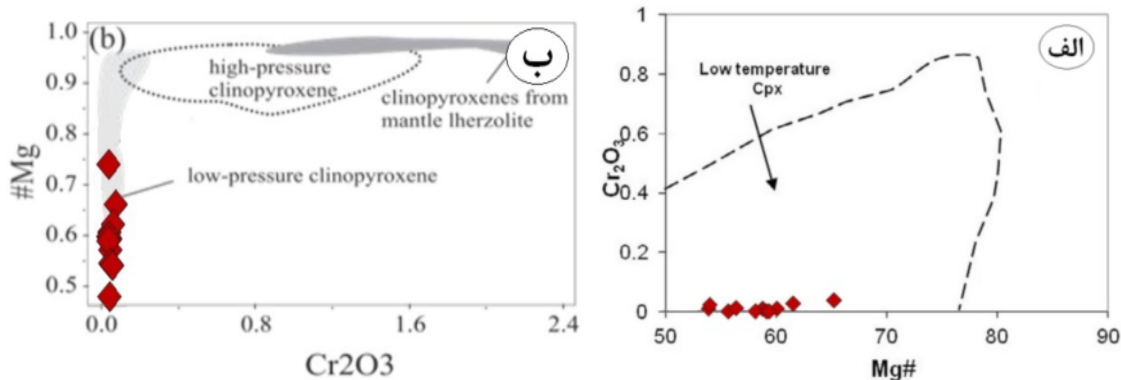 (b)
ب
1.0
0.9
0.8
0.7
0.6
0.5
#Mg
high-pressure
clinopyroxene
clinopyroxenes from
mantle lherzolite
low-pressure clinopyroxene
0.0
0.8
1.6
2.4
Cr2O3
الف
1
0.8
0.6
0.4
0.2
0
Cr₂O₃
Low temperature
Cpx
50
60
70
80
90
Mg#